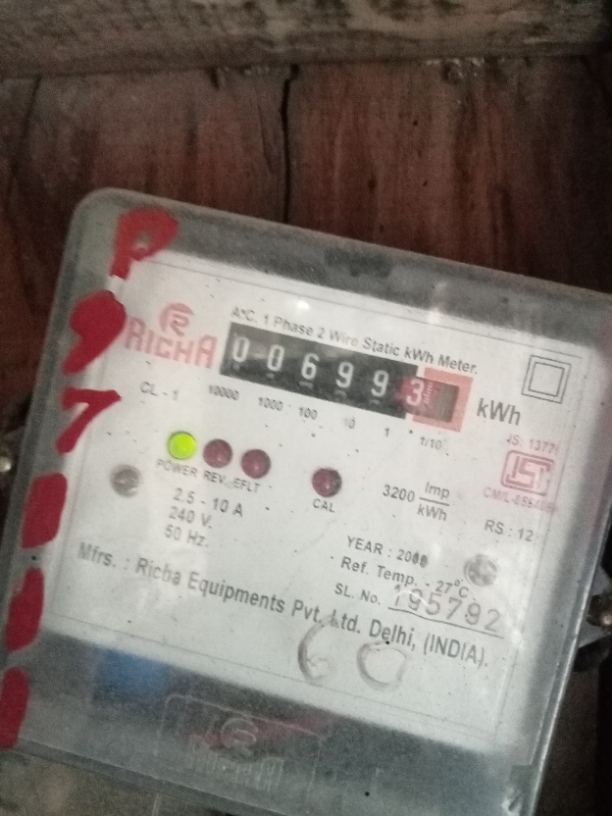 P
9
7
RICHA
A.C. 1 Phase 2 Wire Static kWh Meter.
0 0 6 9 9 3
kWh
CL - 1 10000 1000 100 10 1 1/10
POWER REV. EFLT CAL
3200 Imp
kWh
IS: 1377
ISI
2.5 - 10 A
240 V.
50 Hz.
RS : 12
YEAR :
Ref. Temp. - 27°C
SL. No. 195792
Mfrs. : Richa Equipments Pvt. Ltd. Delhi, (INDIA).